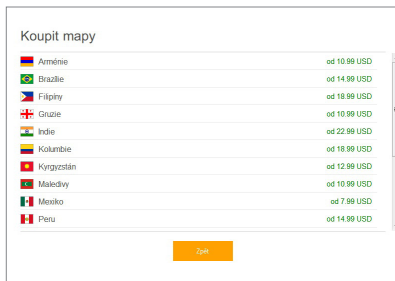 Koupit mapy
Arménie od 10.99 USD
Brazílie od 14.99 USD
Filipíny od 18.99 USD
Gruzie od 10.99 USD
Indie od 22.99 USD
Kolumbie od 18.99 USD
Kyrgyzstán od 12.99 USD
Maledivy od 10.99 USD
Mexiko od 7.99 USD
Peru od 14.99 USD
Zpět